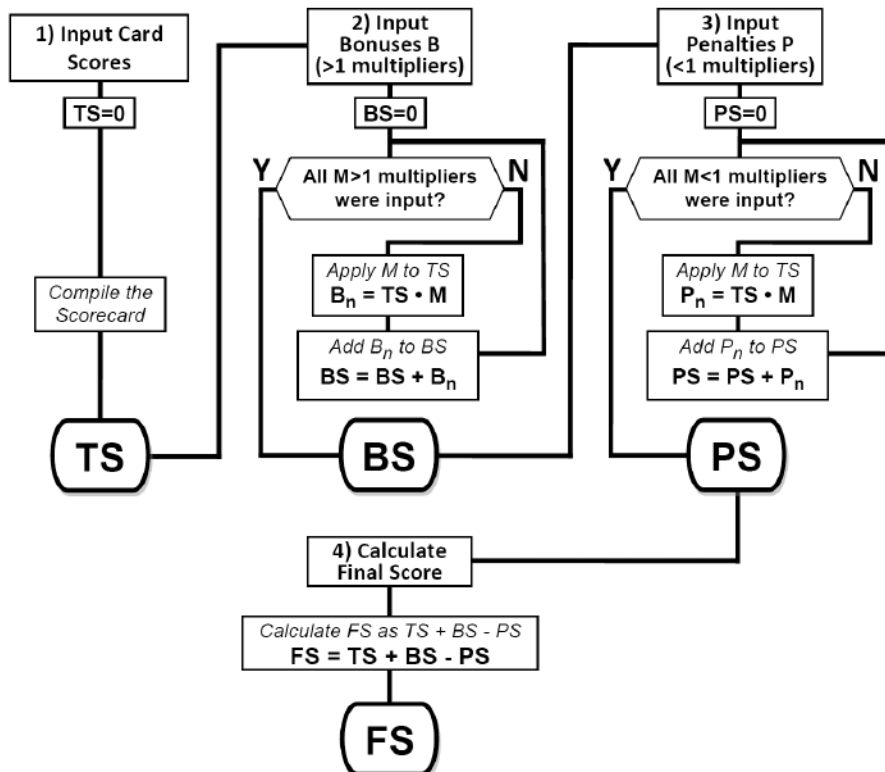 1) Input Card
Scores
TS=0
Compile the
Scorecard
TS
2) Input
Bonuses B
(>1 multipliers)
BS=0
Y
N
All M>1 multipliers
were input?
Apply M to TS
Bₙ = TS • M
Add Bₙ to BS
BS = BS + Bₙ
BS
3) Input
Penalties P
(<1 multipliers)
PS=0
Y
N
All M<1 multipliers
were input?
Apply M to TS
Pₙ = TS • M
Add Pₙ to PS
PS = PS + Pₙ
PS
4) Calculate
Final Score
Calculate FS as TS + BS - PS
FS = TS + BS - PS
FS